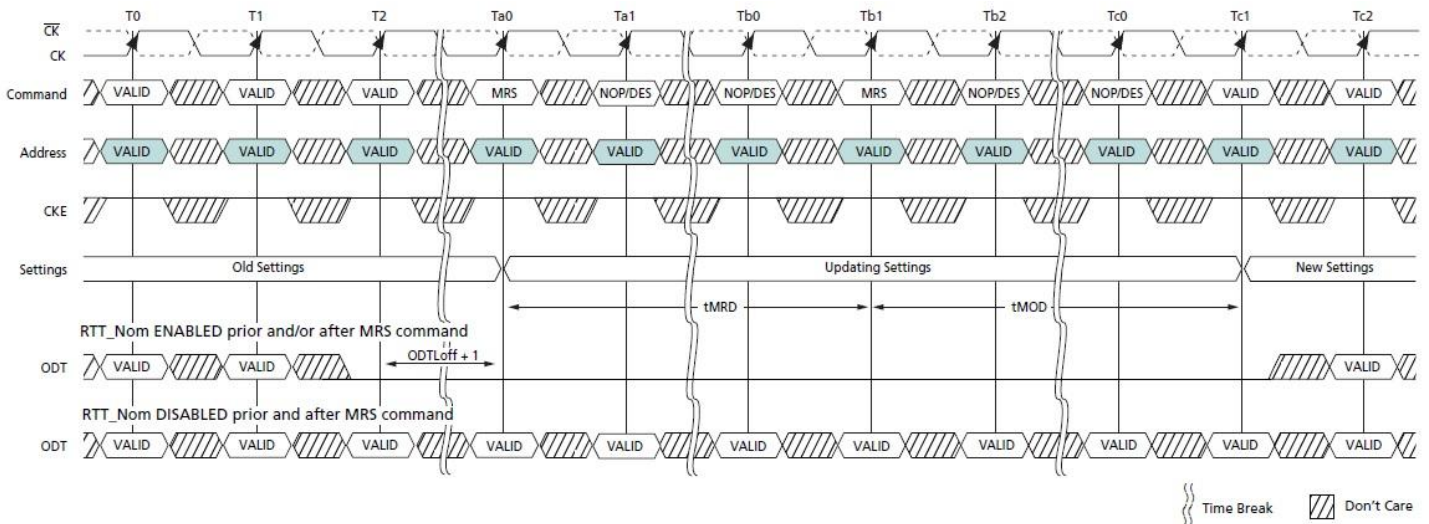 T0 T1 T2 Ta0 Ta1 Tb0 Tb1 Tb2 Tc0 Tc1 Tc2
CK
CK
Command VALID VALID VALID MRS NOP/DES NOP/DES MRS NOP/DES NOP/DES VALID VALID
Address VALID VALID VALID VALID VALID VALID VALID VALID VALID VALID VALID
CKE
Settings Old Settings Updating Settings New Settings
tMRD tMOD
RTT_Nom ENABLED prior and/or after MRS command
ODTLoff + 1
ODT VALID VALID VALID
RTT_Nom DISABLED prior and after MRS command
ODT VALID VALID VALID VALID VALID VALID VALID VALID VALID VALID VALID
Time Break Don't Care